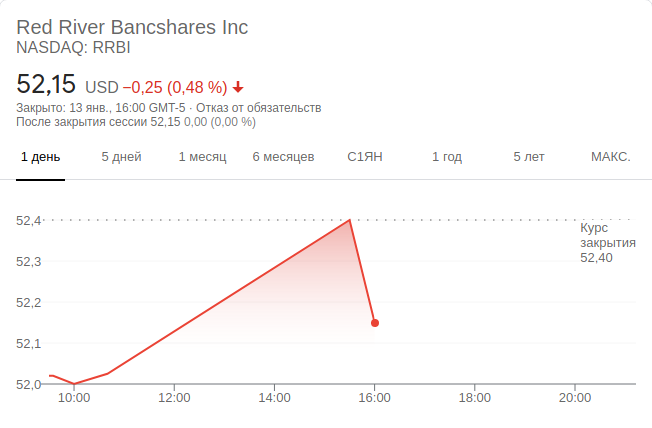 Red River Bancshares Inc
NASDAQ: RRBI
52,15 USD −0,25 (0,48 %)
Закрыто: 13 янв., 16:00 GMT-5 · Отказ от обязательств
После закрытия сессии 52,15 0,00 (0,00 %)
1 день 5 дней 1 месяц 6 месяцев С1ЯН 1 год 5 лет МАКС.
52,4
Курс
закрытия
52,40
52,3
52,2
52,1
52,0
10:00 12:00 14:00 16:00 18:00 20:00